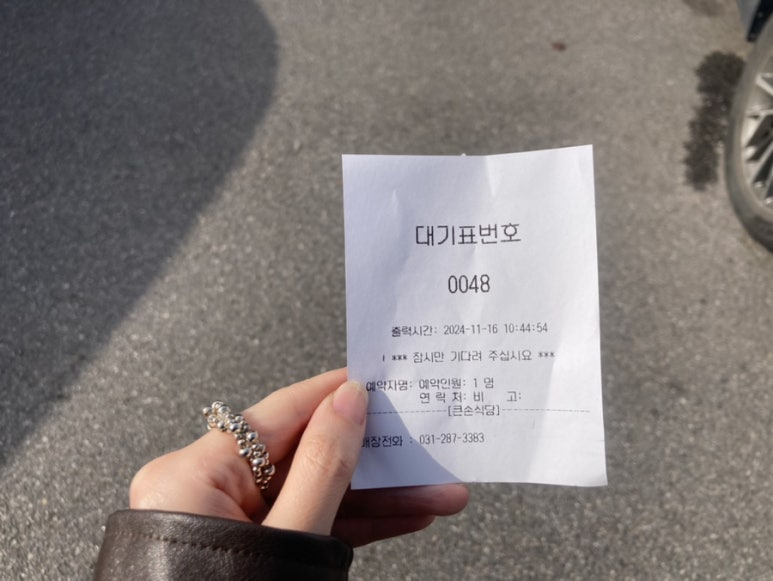 대기표번호
0048
출력시간: 2024-11-16 10:44:54
! *** 잠시만 기다려 주십시요 ***
예약자명: 예약인원: 1 명
연 락 처: 비 고:
------------[큰손식당]------------
매장전화 : 031-287-3383